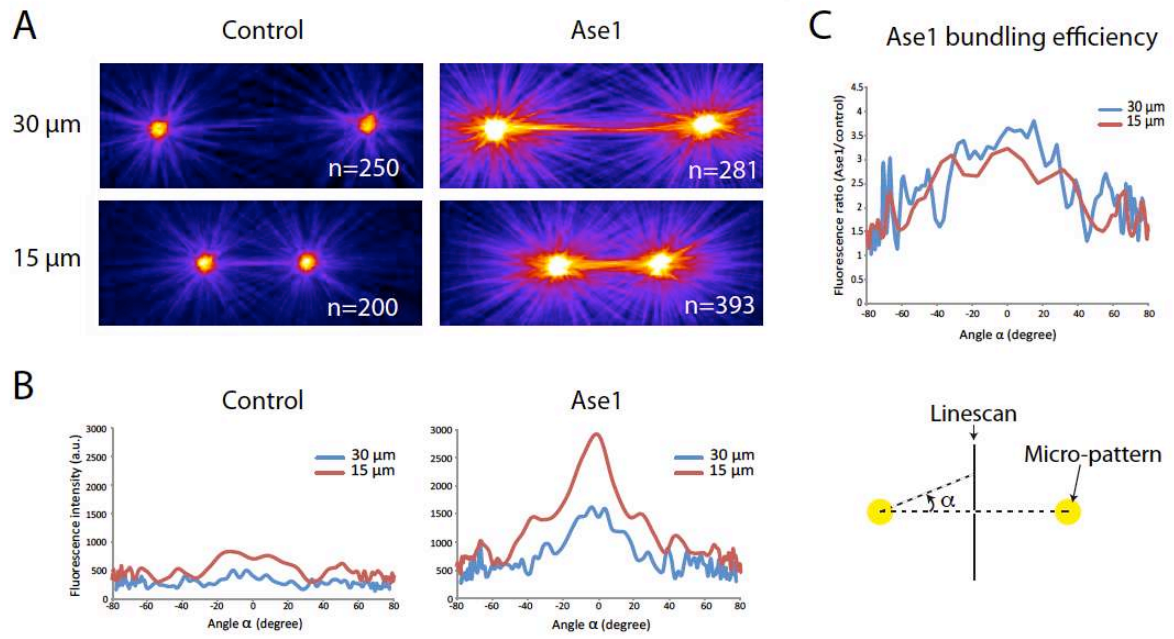 A
Control
Ase1
30 µm
n=250
n=281
15 µm
n=200
n=393
B
Control
Ase1
Fluorescence intensity (a.u.)
3000
2500
2000
1500
1000
500
0
30 µm
15 µm
-80 -60 -40 -20 0 20 40 60 80
Angle α (degree)
3000
2500
2000
1500
1000
500
0
30 µm
15 µm
-80 -60 -40 -20 0 20 40 60 80
Angle α (degree)
C
Ase1 bundling efficiency
Fluorescence ratio (Ase1/control)
4.5
4
3.5
3
2.5
2
1.5
1
0.5
0
30 µm
15 µm
-80 -60 -40 -20 0 20 40 60 80
Angle α (degree)
Linescan
Micro-pattern
α